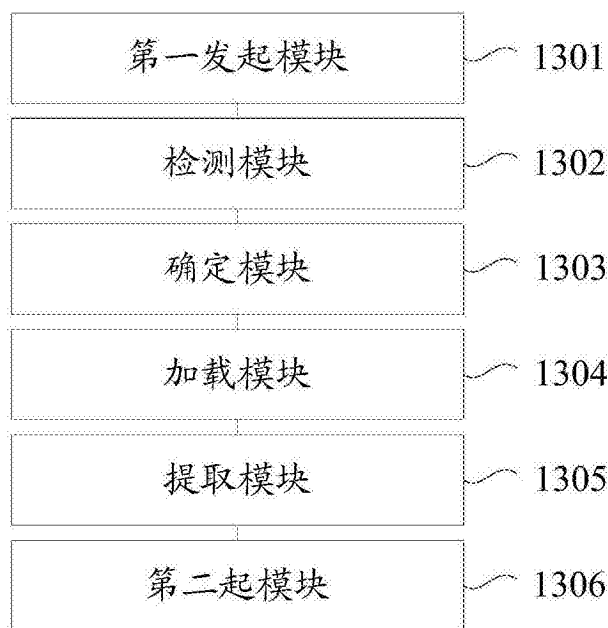 第一发起模块 1301
检测模块 1302
确定模块 1303
加载模块 1304
提取模块 1305
第二起模块 1306